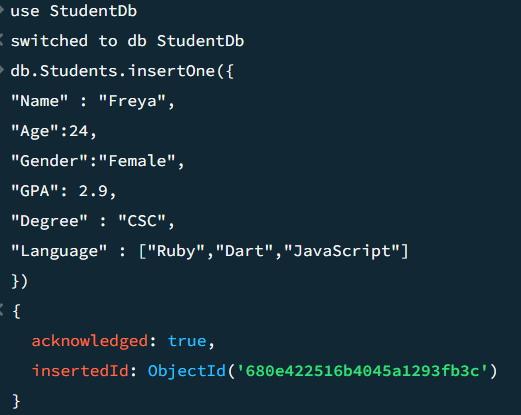 use StudentDb
switched to db StudentDb
db.Students.insertOne({
"Name" : "Freya",
"Age":24,
"Gender":"Female",
"GPA": 2.9,
"Degree" : "CSC",
"Language" : ["Ruby","Dart","JavaScript"]
})
{
  acknowledged: true,
  insertedId: ObjectId('680e422516b4045a1293fb3c')
}